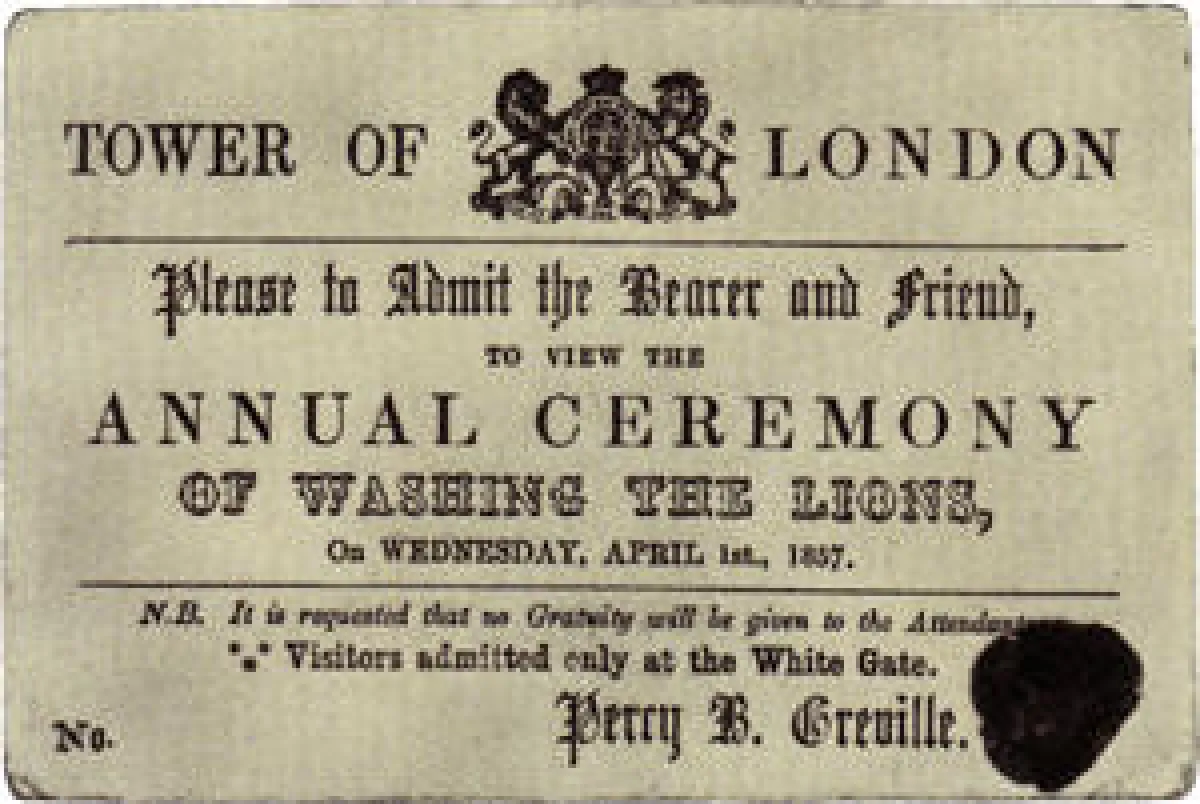 TOWER OF LONDON
Please to Admit the Bearer and Friend,
TO VIEW THE
ANNUAL CEREMONY
OF WASHING THE LIONS,
On WEDNESDAY, APRIL 1st., 1857.
N.B. It is requested that no Gratuity will be given to the
⁂ Visitors admitted only at the White Gate.
Percy B. Greville.
No.